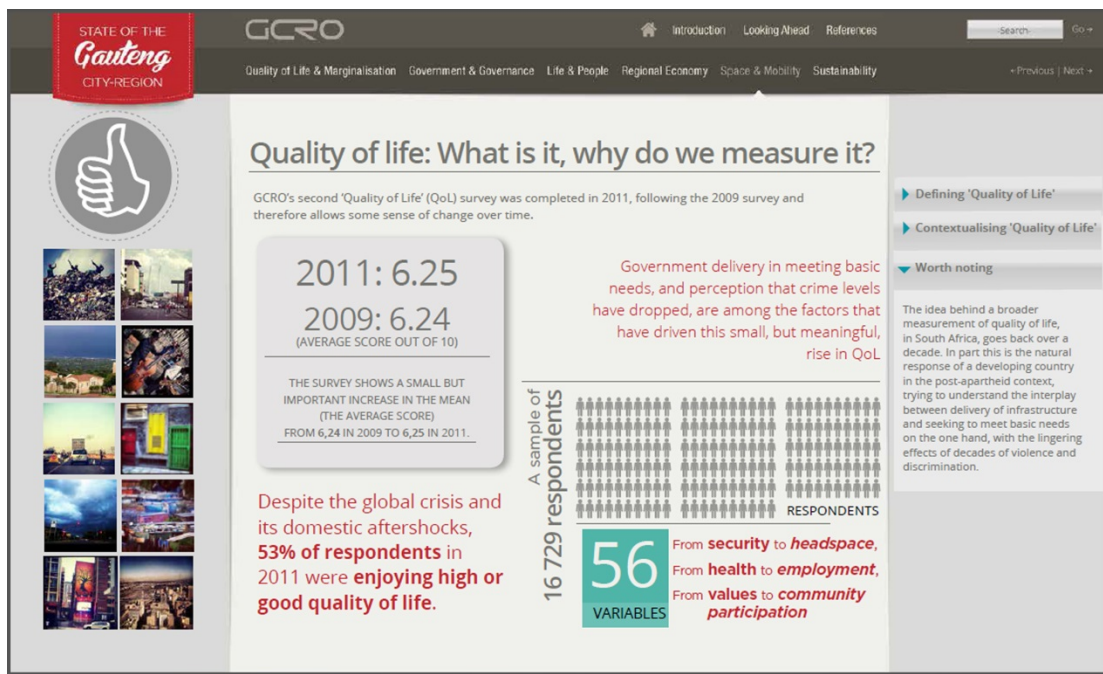 STATE OF THE
Gauteng
CITY-REGION
GCRO
Introduction Looking Ahead References
-Search-
Go
Quality of Life & Marginalisation Government & Governance Life & People Regional Economy Space & Mobility Sustainability
Previous | Next
Quality of life: What is it, why do we measure it?
GCRO's second 'Quality of Life' (QoL) survey was completed in 2011, following the 2009 survey and
therefore allows some sense of change over time.
2011: 6.25
2009: 6.24
(AVERAGE SCORE OUT OF 10)
THE SURVEY SHOWS A SMALL BUT
IMPORTANT INCREASE IN THE MEAN
(THE AVERAGE SCORE)
FROM 6,24 IN 2009 TO 6,25 IN 2011.
Despite the global crisis and
its domestic aftershocks,
53% of respondents in
2011 were enjoying high or
good quality of life.
Government delivery in meeting basic
needs, and perception that crime levels
have dropped, are among the factors that
have driven this small, but meaningful,
rise in QoL
A sample of
16 729 respondents
RESPONDENTS
56
VARIABLES
From security to headspace,
From health to employment,
From values to community
participation
Defining 'Quality of Life'
Contextualising 'Quality of Life'
Worth noting
The idea behind a broader
measurement of quality of life,
in South Africa, goes back over a
decade. In part this is the natural
response of a developing country
in the post-apartheid context,
trying to understand the interplay
between delivery of infrastructure
and seeking to meet basic needs
on the one hand, with the lingering
effects of decades of violence and
discrimination.